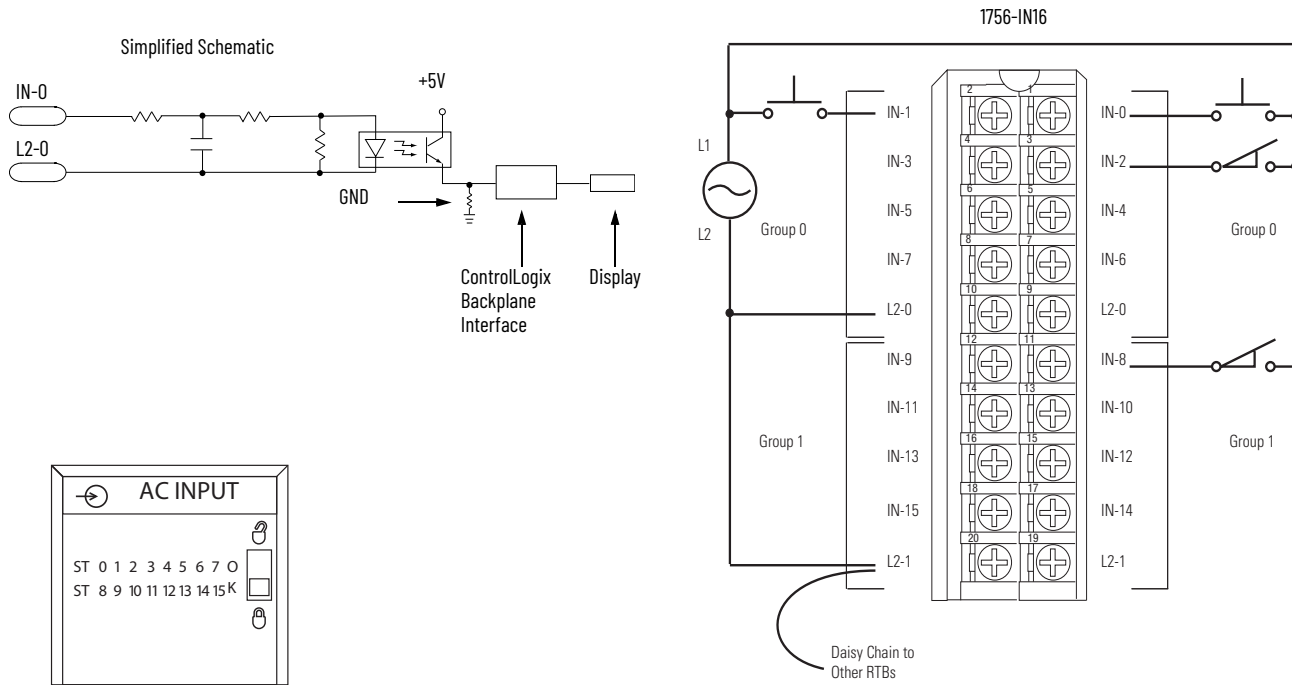 1756-IN16
Simplified Schematic
IN-0
L2-0
+5V
GND
ControlLogix
Backplane
Interface
Display
AC INPUT
ST 0 1 2 3 4 5 6 7 O
ST 8 9 10 11 12 13 14 15 K
L1
L2
Group 0
Group 1
IN-1
IN-3
IN-5
IN-7
L2-0
IN-9
IN-11
IN-13
IN-15
L2-1
2 1
4 3
6 5
8 7
10 9
12 11
14 13
16 15
18 17
20 19
IN-0
IN-2
IN-4
IN-6
L2-0
IN-8
IN-10
IN-12
IN-14
L2-1
Group 0
Group 1
Daisy Chain to
Other RTBs